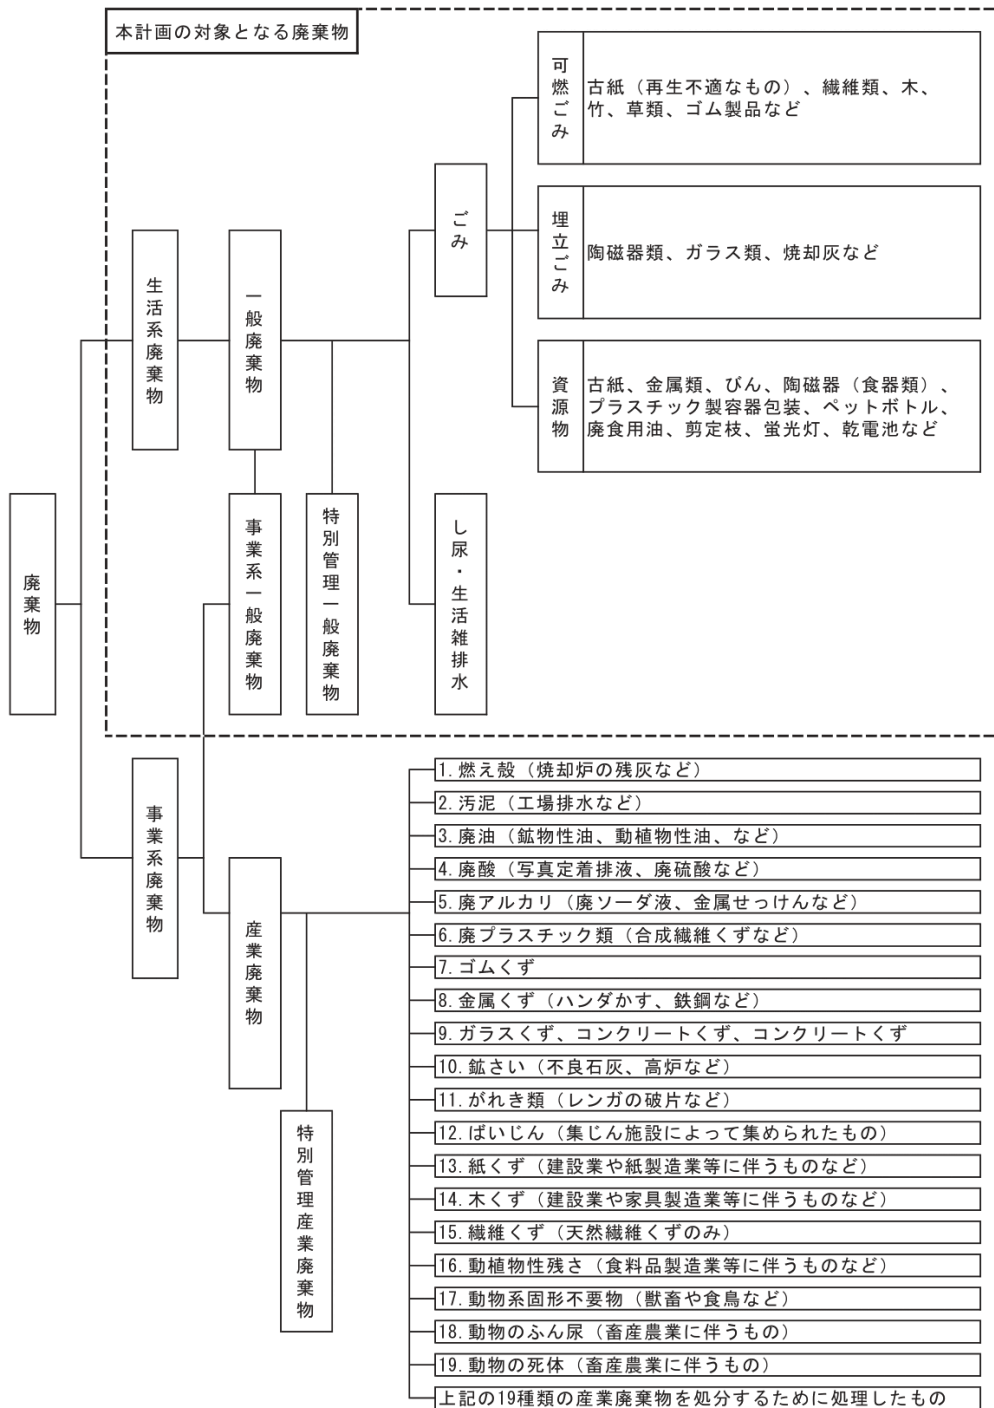 本計画の対象となる廃棄物
廃棄物
生活系廃棄物
一般廃棄物
事業系一般廃棄物
特別管理一般廃棄物
ごみ
可燃ごみ
古紙（再生不適なもの）、繊維類、木、
竹、草類、ゴム製品など
埋立ごみ
陶磁器類、ガラス類、焼却灰など
資源物
古紙、金属類、びん、陶磁器（食器類）、
プラスチック製容器包装、ペットボトル、
廃食用油、剪定枝、蛍光灯、乾電池など
し尿・生活雑排水
事業系廃棄物
産業廃棄物
特別管理産業廃棄物
1.燃え殻（焼却炉の残灰など）
2.汚泥（工場排水など）
3.廃油（鉱物性油、動植物性油、など）
4.廃酸（写真定着排液、廃硫酸など）
5.廃アルカリ（廃ソーダ液、金属せっけんなど）
6.廃プラスチック類（合成繊維くずなど）
7.ゴムくず
8.金属くず（ハンダかす、鉄鋼など）
9.ガラスくず、コンクリートくず、コンクリートくず
10.鉱さい（不良石灰、高炉など）
11.がれき類（レンガの破片など）
12.ばいじん（集じん施設によって集められたもの）
13.紙くず（建設業や紙製造業等に伴うものなど）
14.木くず（建設業や家具製造業等に伴うものなど）
15.繊維くず（天然繊維くずのみ）
16.動植物性残さ（食料品製造業等に伴うものなど）
17.動物系固形不要物（獣畜や食鳥など）
18.動物のふん尿（畜産農業に伴うもの）
19.動物の死体（畜産農業に伴うもの）
上記の19種類の産業廃棄物を処分するために処理したもの